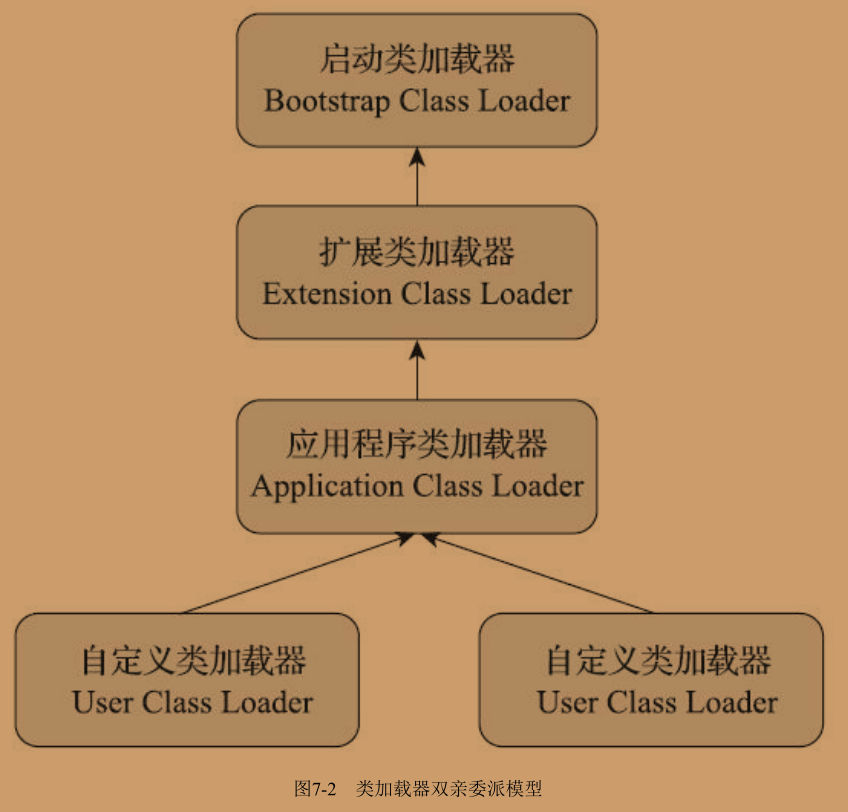 启动类加载器
Bootstrap Class Loader
扩展类加载器
Extension Class Loader
应用程序类加载器
Application Class Loader
自定义类加载器
User Class Loader
自定义类加载器
User Class Loader
图7-2 类加载器双亲委派模型